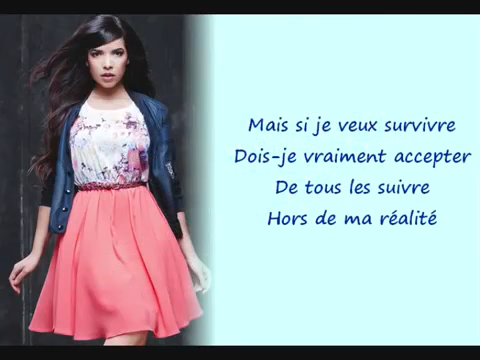 Mais si je veux survivre
Dois-je vraiment accepter
De tous les suivre
Hors de ma réalité